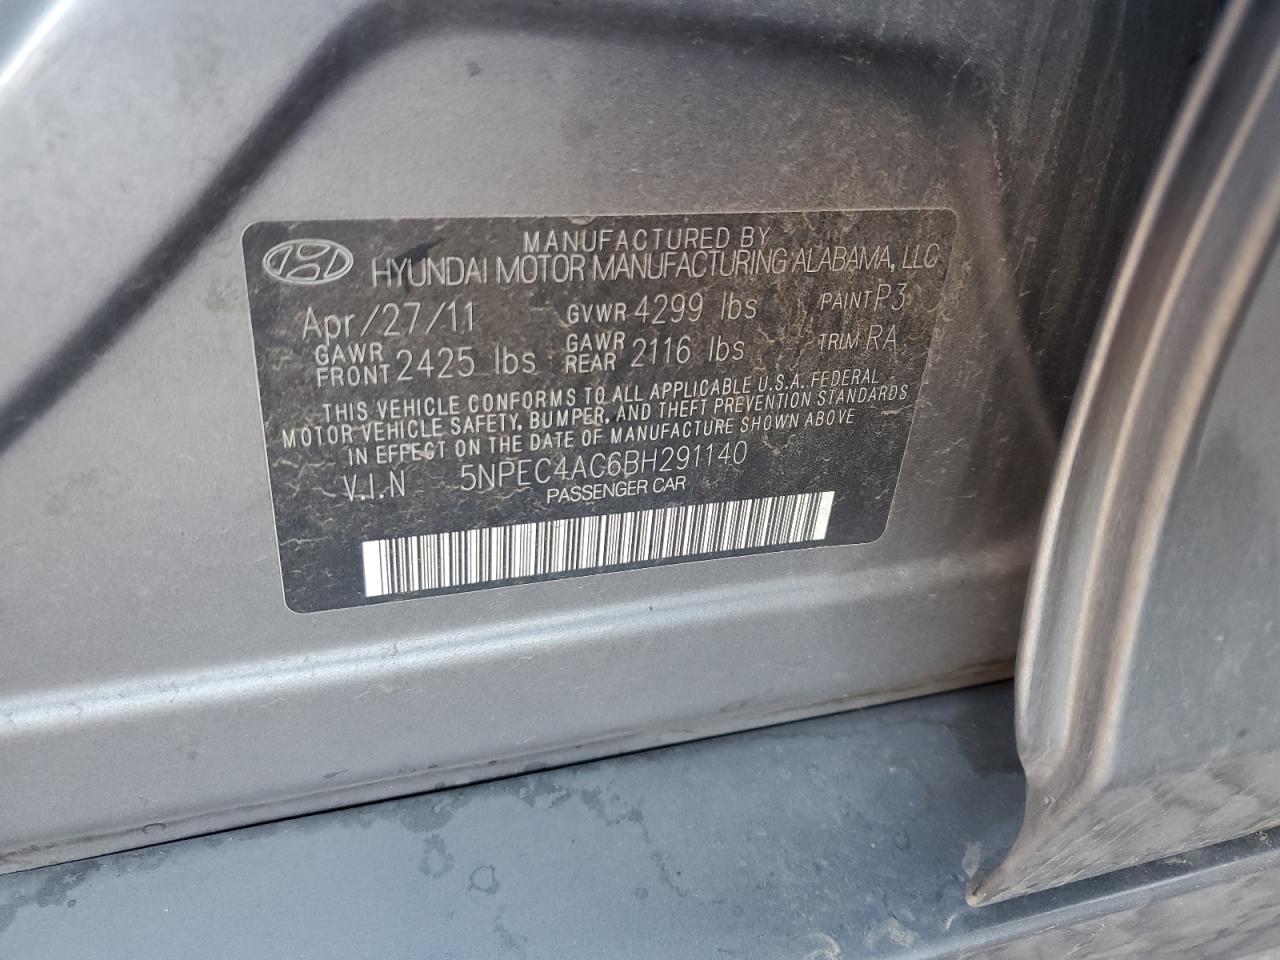 MANUFACTURED BY
HYUNDAI MOTOR MANUFACTURING ALABAMA, LLC
Apr/27/11 GVWR 4299 lbs PAINT P3
GAWR FRONT 2425 lbs GAWR REAR 2116 lbs TRIM RA
THIS VEHICLE CONFORMS TO ALL APPLICABLE U.S.A. FEDERAL
MOTOR VEHICLE SAFETY, BUMPER, AND THEFT PREVENTION STANDARDS
IN EFFECT ON THE DATE OF MANUFACTURE SHOWN ABOVE
V.I.N 5NPEC4AC6BH291140
PASSENGER CAR